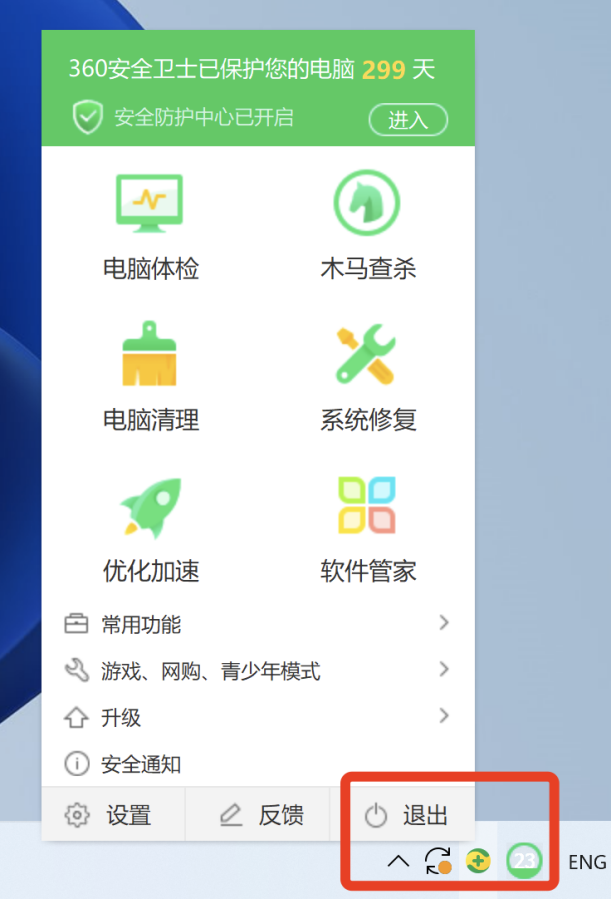 360安全卫士已保护您的电脑 299 天
安全防护中心已开启 进入
电脑体检 木马查杀
电脑清理 系统修复
优化加速 软件管家
常用功能
游戏、网购、青少年模式
升级
安全通知
设置 反馈 退出
23 ENG